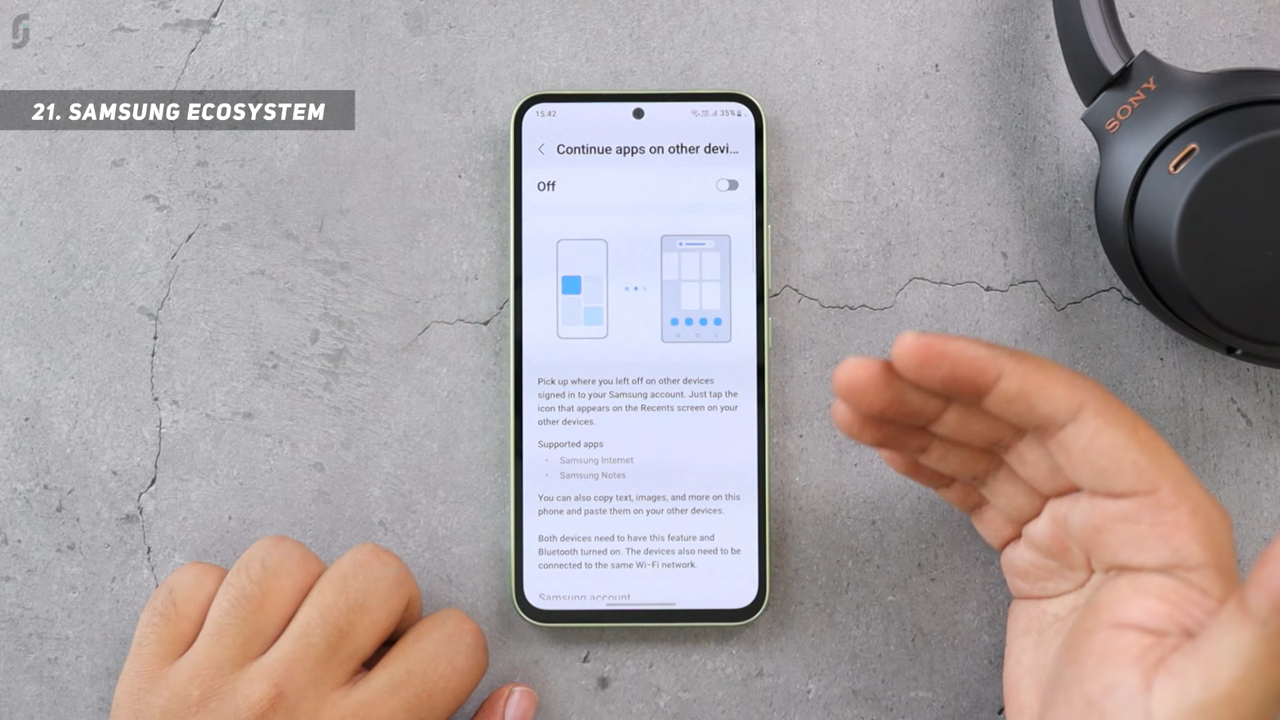 21. SAMSUNG ECOSYSTEM
SONY
15:42
35%
Continue apps on other devi...
Off
Pick up where you left off on other devices
signed in to your Samsung account. Just tap the
icon that appears on the Recents screen on your
other devices.
Supported apps
• Samsung Internet
• Samsung Notes
You can also copy text, images, and more on this
phone and paste them on your other devices.
Both devices need to have this feature and
Bluetooth turned on. The devices also need to be
connected to the same Wi-Fi network.
Samsung account